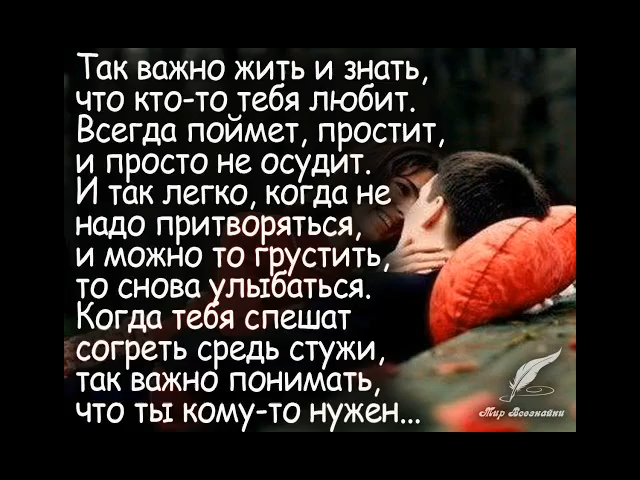 Так важно жить и знать,
что кто-то тебя любит.
Всегда поймет, простит,
и просто не осудит.
И так легко, когда не
надо притворяться,
и можно то грустить,
то снова улыбаться.
Когда тебя спешат
согреть средь стужи,
так важно понимать,
что ты кому-то нужен...
Мир Всезнайки